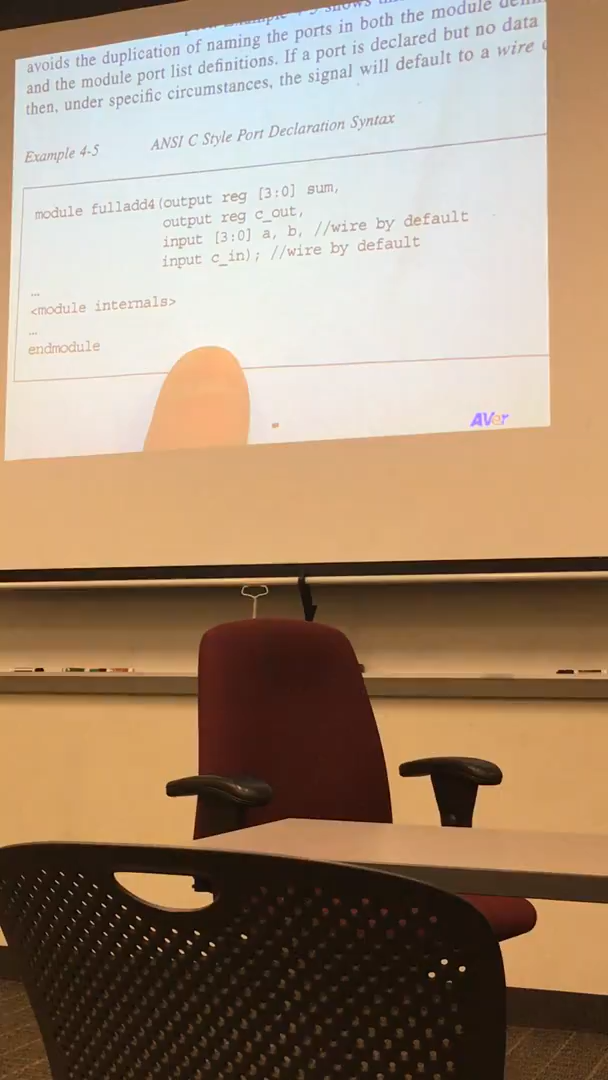 avoids the duplication of naming the ports in both the module
and the module port list definitions. If a port is declared but no data
then, under specific circumstances, the signal will default to a wire
Example 4-5 ANSI C Style Port Declaration Syntax
module fulladd4(output reg [3:0] sum,
output reg c_out,
input [3:0] a, b, //wire by default
input c_in); //wire by default
...
<module internals>
...
endmodule
AVer